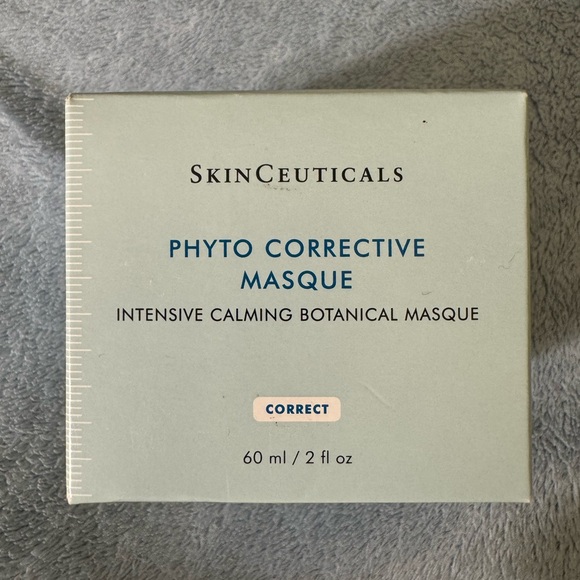 SKINCEUTICALS
PHYTO CORRECTIVE
MASQUE
INTENSIVE CALMING BOTANICAL MASQUE
CORRECT
60 ml / 2 fl oz